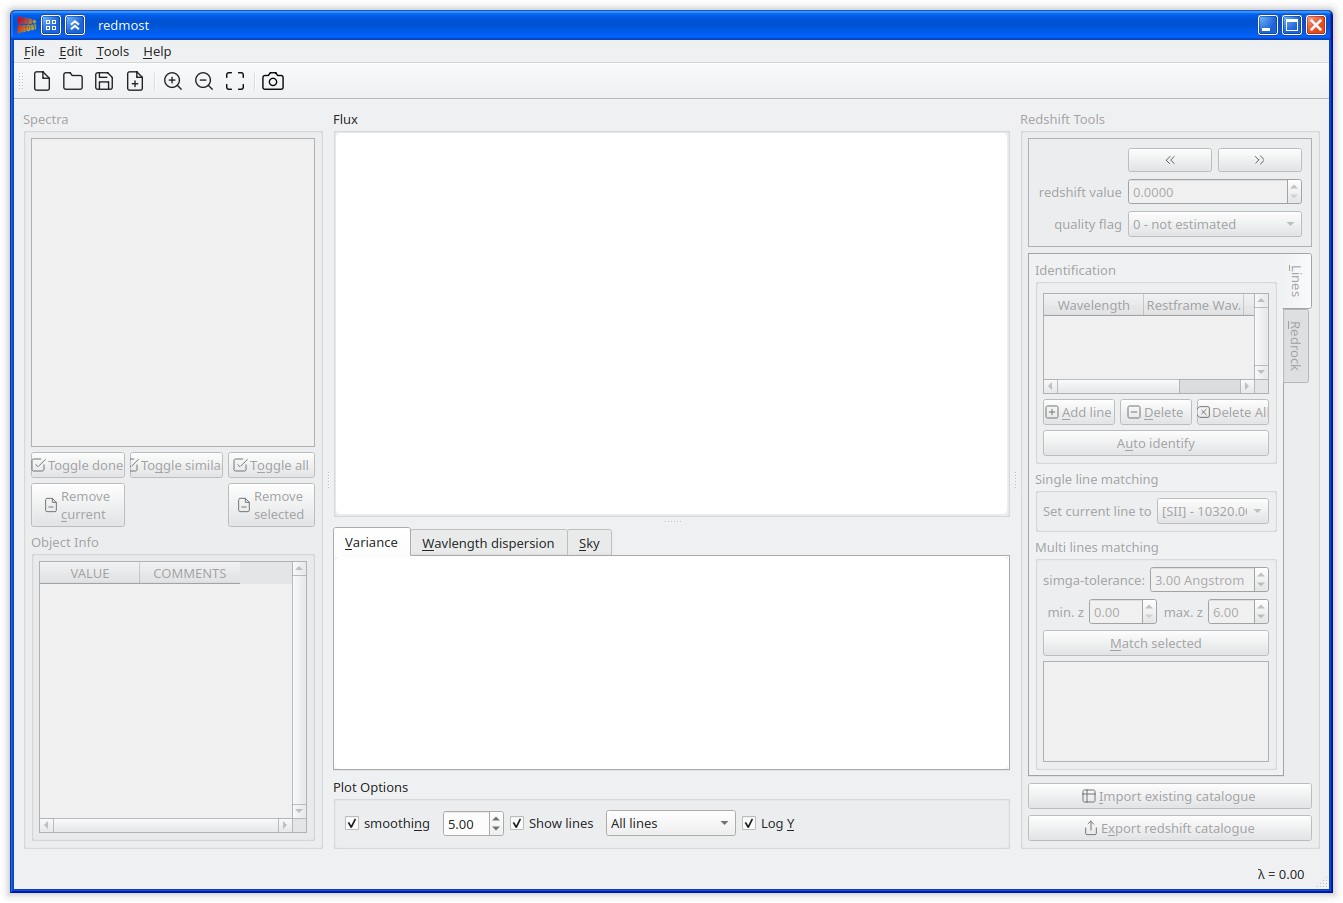 redmost
File Edit Tools Help
Spectra
Toggle done Toggle simila Toggle all
Remove current
Remove selected
Object Info
VALUE COMMENTS
Flux
Variance Wavlength dispersion Sky
Plot Options
smoothing 5.00 Show lines All lines Log Y
Redshift Tools
« »
redshift value 0.0000
quality flag 0 - not estimated
Lines
Redrock
Identification
Wavelength Restframe Wav.
Add line Delete Delete Al
Auto identify
Single line matching
Set current line to [SII] - 10320.0
Multi lines matching
simga-tolerance: 3.00 Angstrom
min. z 0.00 max. z 6.00
Match selected
Import existing catalogue
Export redshift catalogue
λ = 0.00